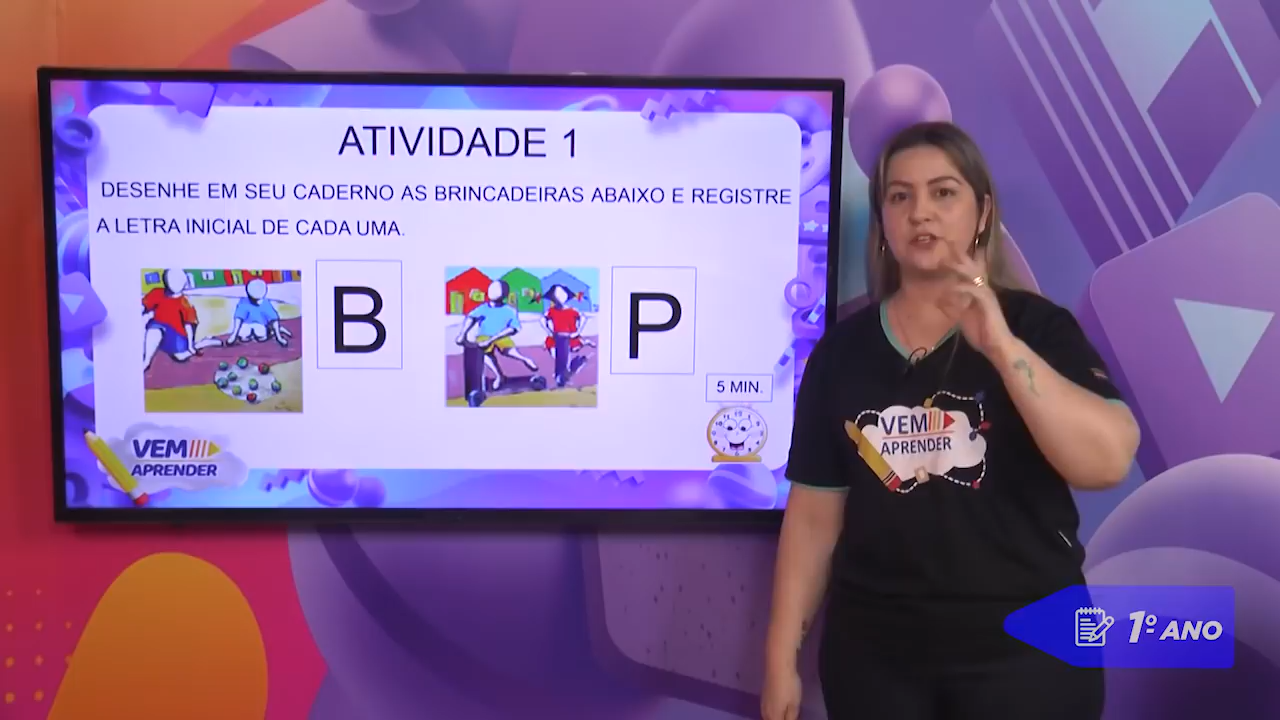 ATIVIDADE 1
DESENHE EM SEU CADERNO AS BRINCADEIRAS ABAIXO E REGISTRE
A LETRA INICIAL DE CADA UMA.
B
P
5 MIN.
VEM
APRENDER
VEM
APRENDER
1º ANO